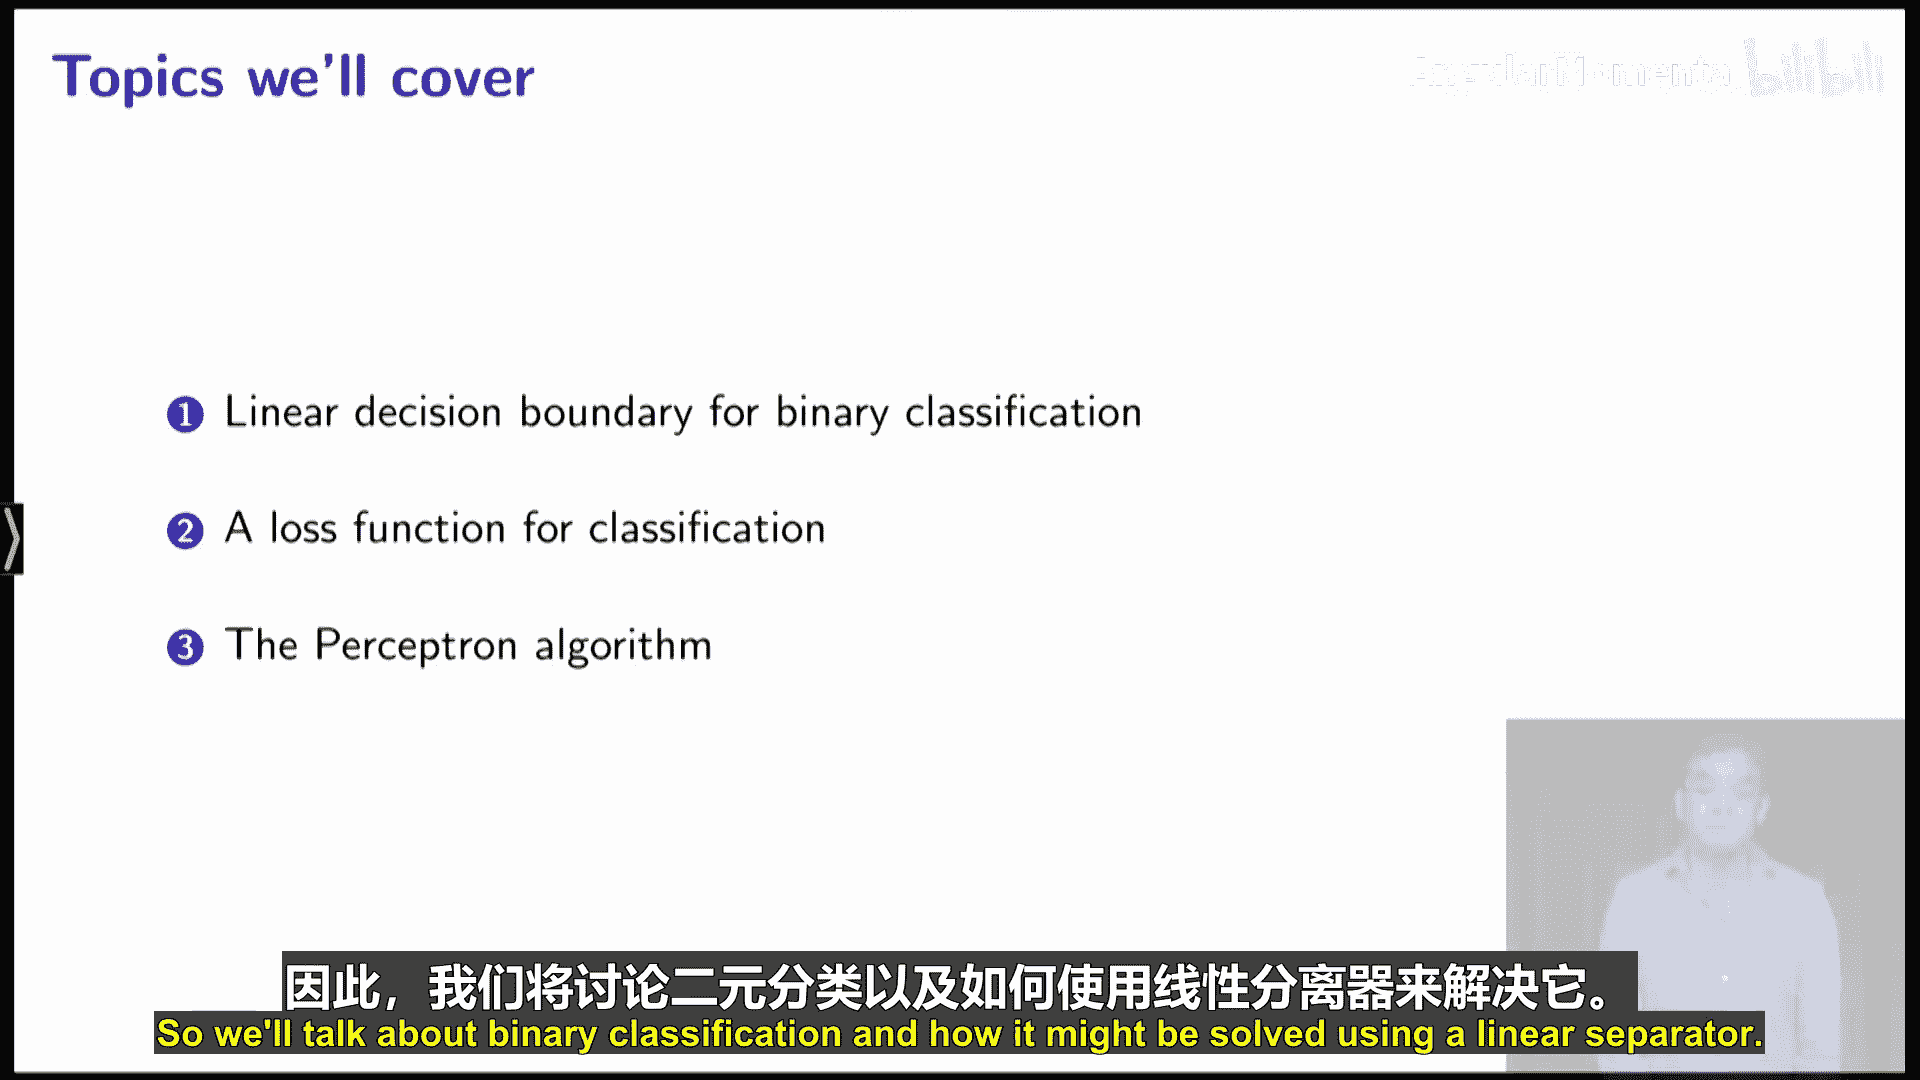 Topics we'll cover
bilibili
1 Linear decision boundary for binary classification
2 A loss function for classification
3 The Perceptron algorithm
因此，我们将讨论二元分类以及如何使用线性分离器来解决它。
So we'll talk about binary classification and how it might be solved using a linear separator.